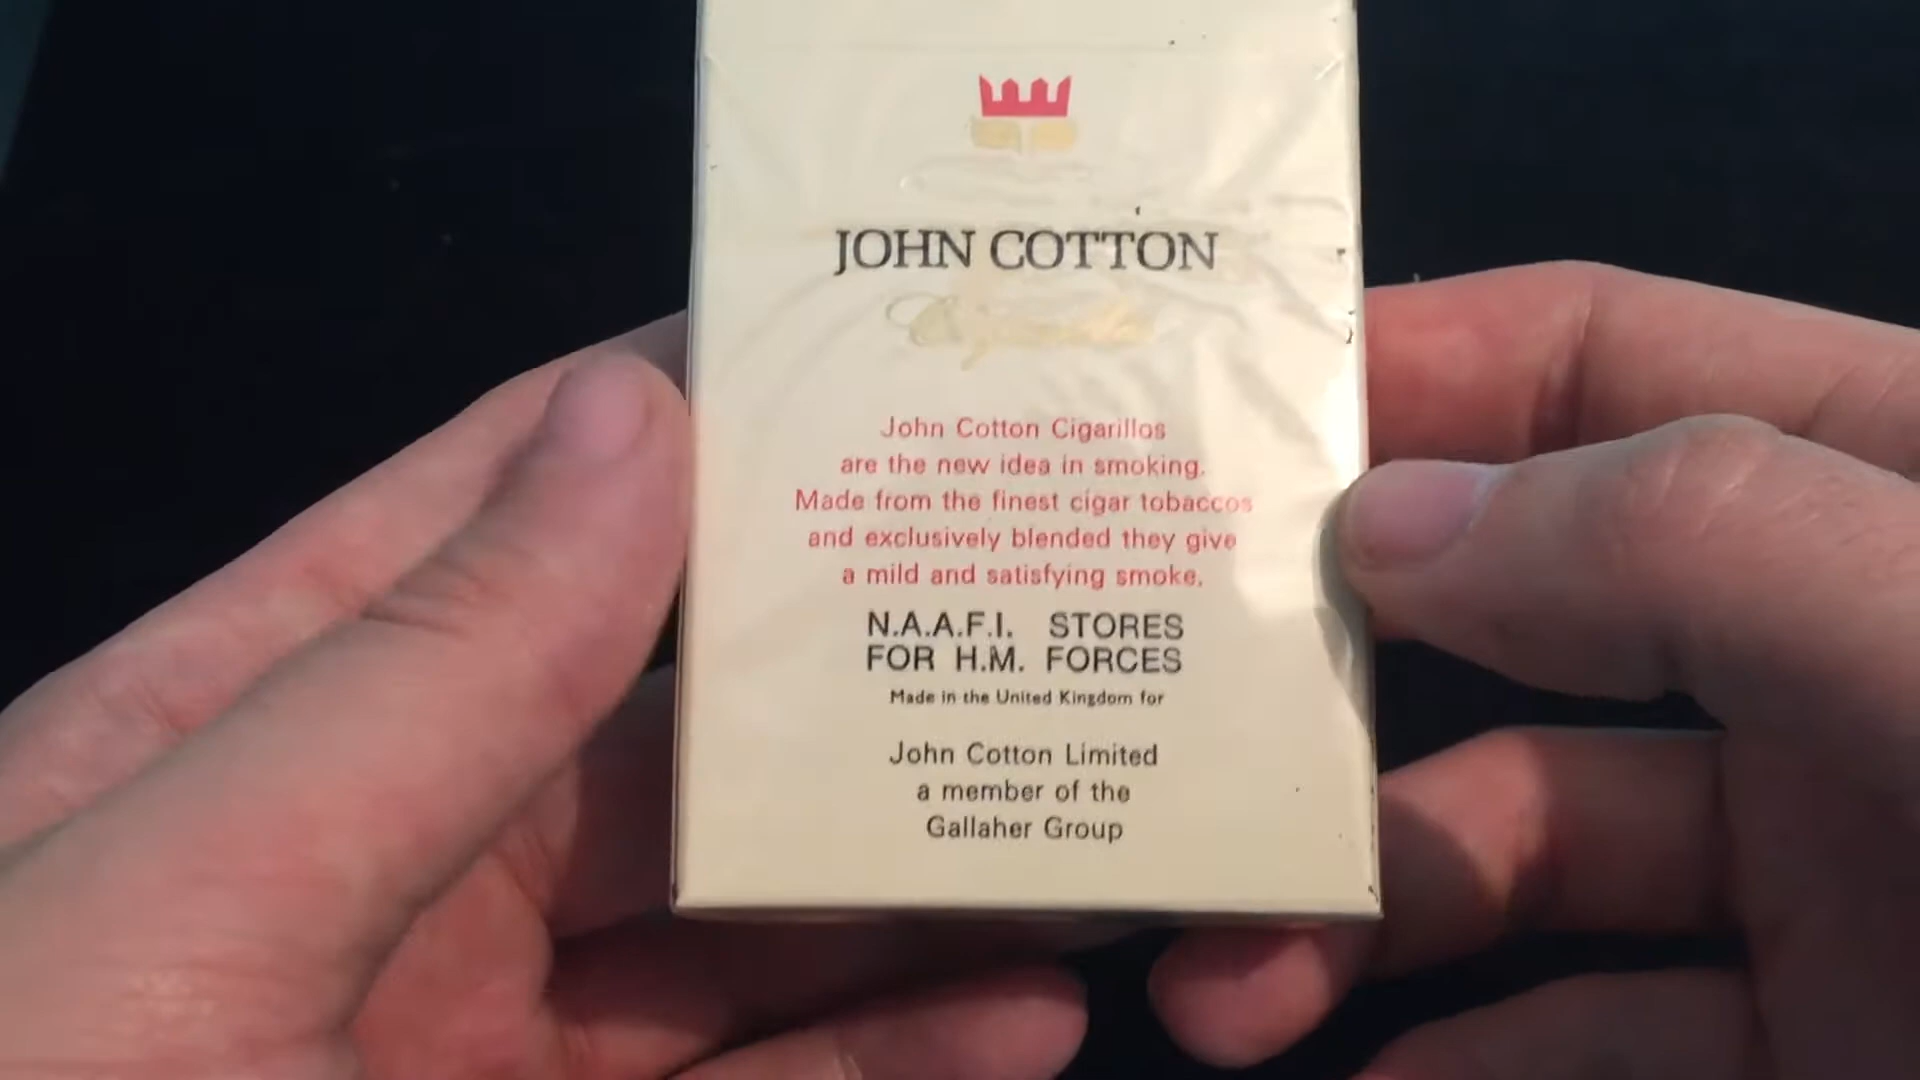 JOHN COTTON
Cigarillos
John Cotton Cigarillos
are the new idea in smoking.
Made from the finest cigar tobaccos
and exclusively blended they give
a mild and satisfying smoke.
N.A.A.F.I. STORES
FOR H.M. FORCES
Made in the United Kingdom for
John Cotton Limited
a member of the
Gallaher Group